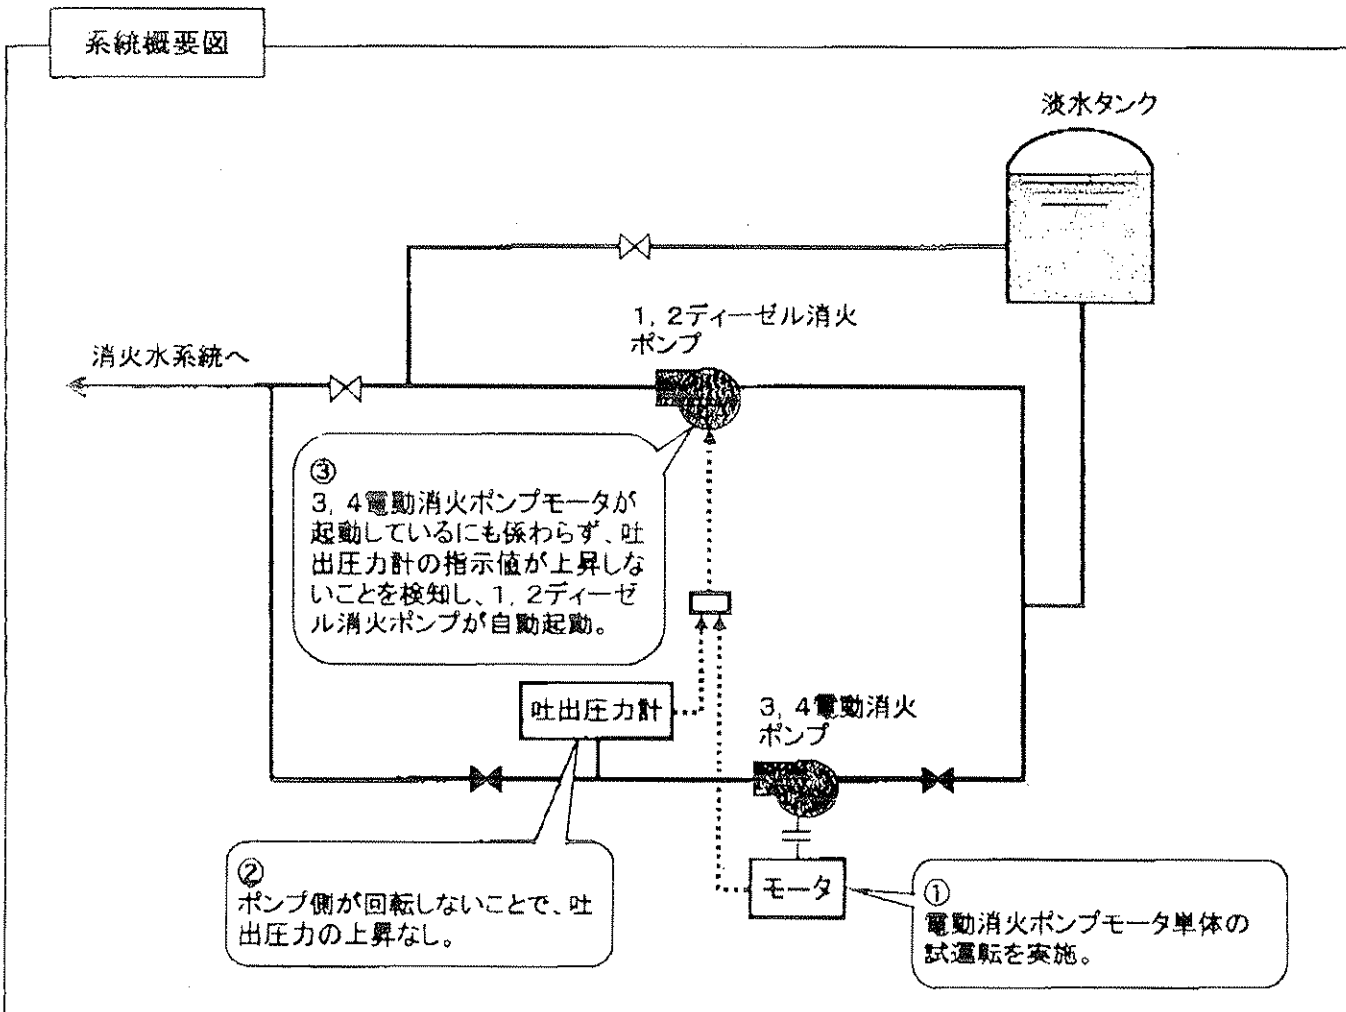 系統概要図
淡水タンク
1, 2ディーゼル消火
ポンプ
消火水系統へ
③
3, 4電動消火ポンプモータが
起動しているにも係わらず、吐
出圧力計の指示値が上昇しな
いことを検知し、1, 2ディーゼ
ル消火ポンプが自動起動。
吐出圧力計
3, 4電動消火
ポンプ
②
ポンプ側が回転しないことで、吐
出圧力の上昇なし。
モータ
①
電動消火ポンプモータ単体の
試運転を実施。